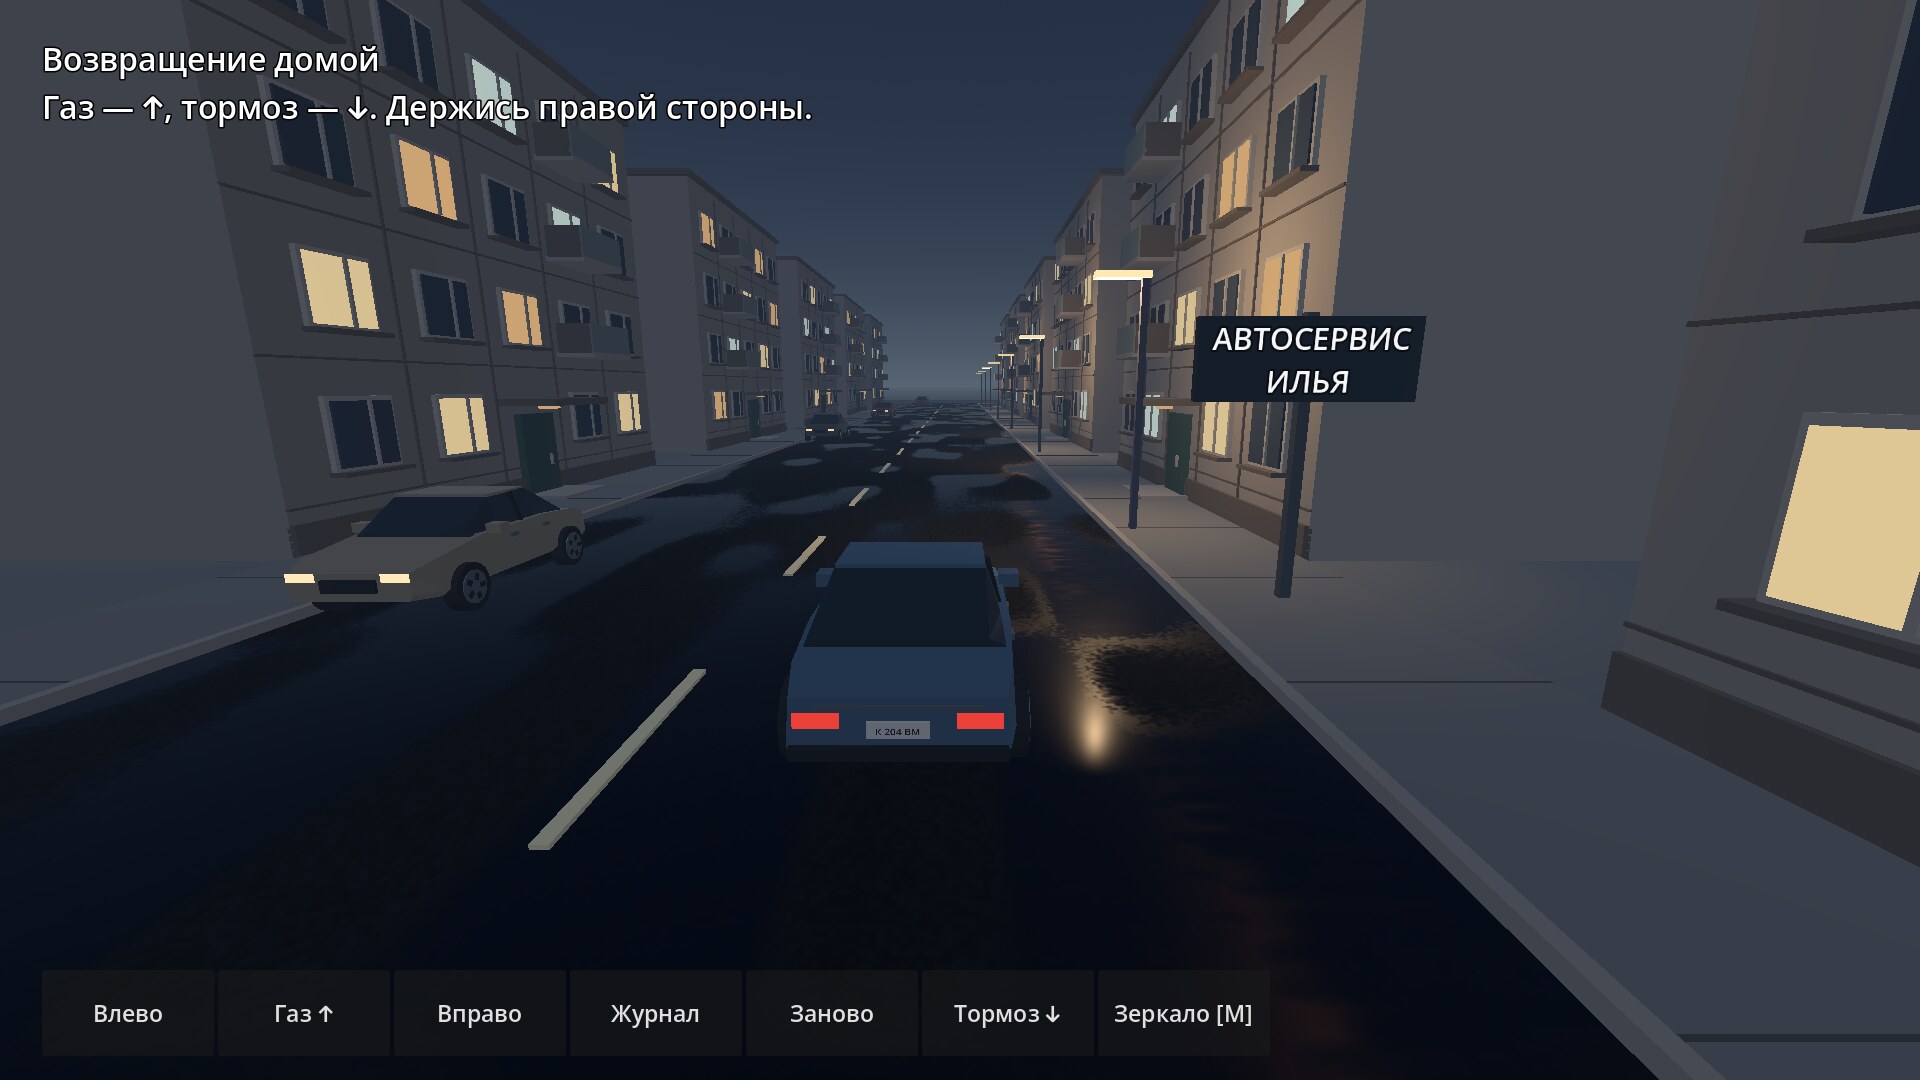 Возвращение домой
Газ — ↑, тормоз — ↓. Держись правой стороны.
АВТОСЕРВИС
ИЛЬЯ
К 204 ВМ
Влево
Газ ↑
Вправо
Журнал
Заново
Тормоз ↓
Зеркало [M]